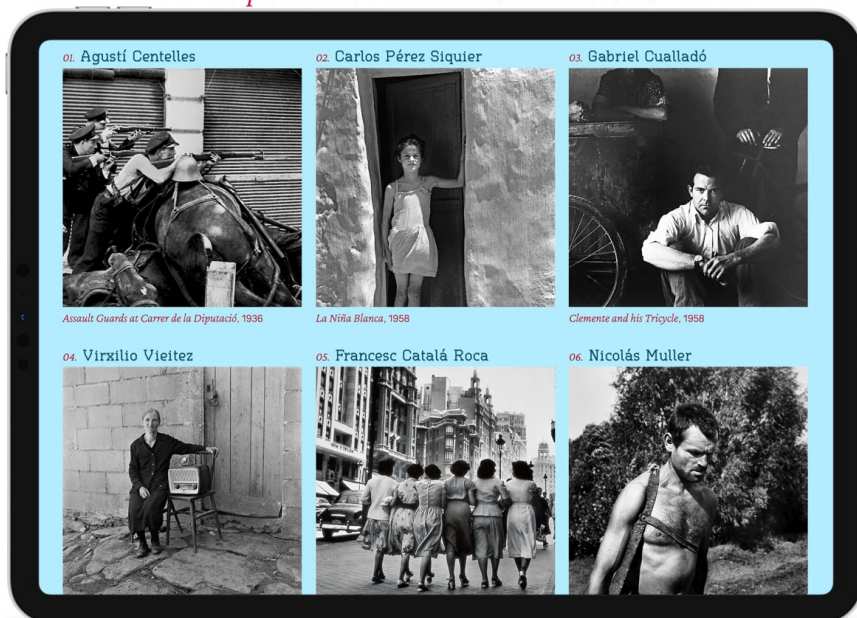 01. Agustí Centelles
02. Carlos Pérez Siquier
03. Gabriel Cualladó
Assault Guards at Carrer de la Diputació, 1936
La Niña Blanca, 1958
Clemente and his Tricycle, 1958
04. Virxilio Vieitez
05. Francesc Catalá Roca
06. Nicolás Muller